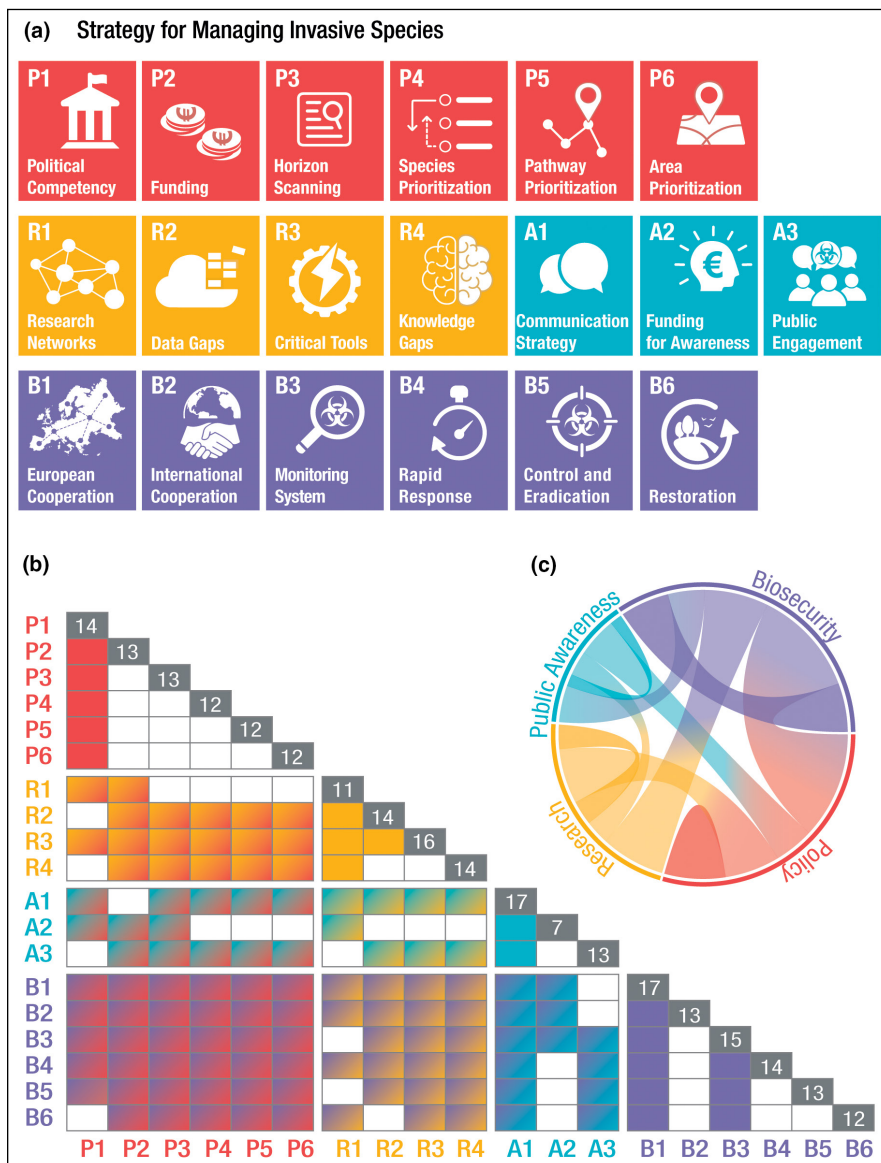 (a) Strategy for Managing Invasive Species
P1 P2 P3 P4 P5 P6
Political Competency
Funding
Horizon Scanning
Species Prioritization
Pathway Prioritization
Area Prioritization
R1 R2 R3 R4 A1 A2 A3
€
Research Networks
Data Gaps
Critical Tools
Knowledge Gaps
Communication Strategy
Funding for Awareness
Public Engagement
B1 B2 B3 B4 B5 B6
European Cooperation
International Cooperation
Monitoring System
Rapid Response
Control and Eradication
Restoration
(b)
P1 14
P2 13
P3 13
P4 12
P5 12
P6 12
R1 11
R2 14
R3 16
R4 14
A1 17
A2 7
A3 13
B1 17
B2 13
B3 15
B4 14
B5 13
B6 12
P1 P2 P3 P4 P5 P6 R1 R2 R3 R4 A1 A2 A3 B1 B2 B3 B4 B5 B6
(c)
Public Awareness
Biosecurity
Research
Policy